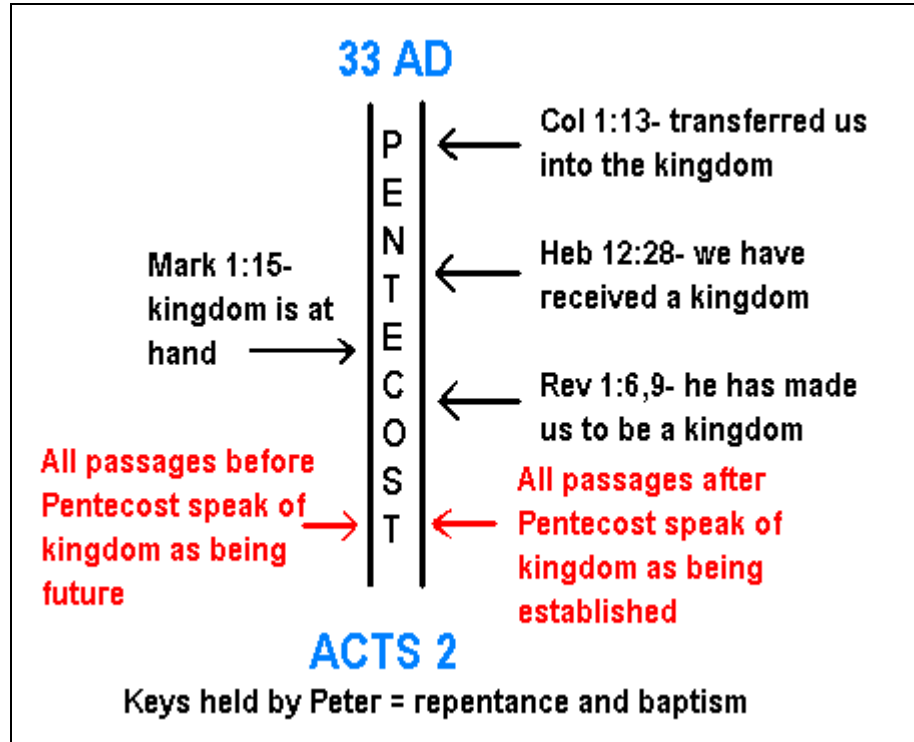 33 AD
PENTECOST
Mark 1:15-
kingdom is at
hand
All passages before
Pentecost speak of
kingdom as being
future
Col 1:13- transferred us
into the kingdom
Heb 12:28- we have
received a kingdom
Rev 1:6,9- he has made
us to be a kingdom
All passages after
Pentecost speak of
kingdom as being
established
ACTS 2
Keys held by Peter = repentance and baptism